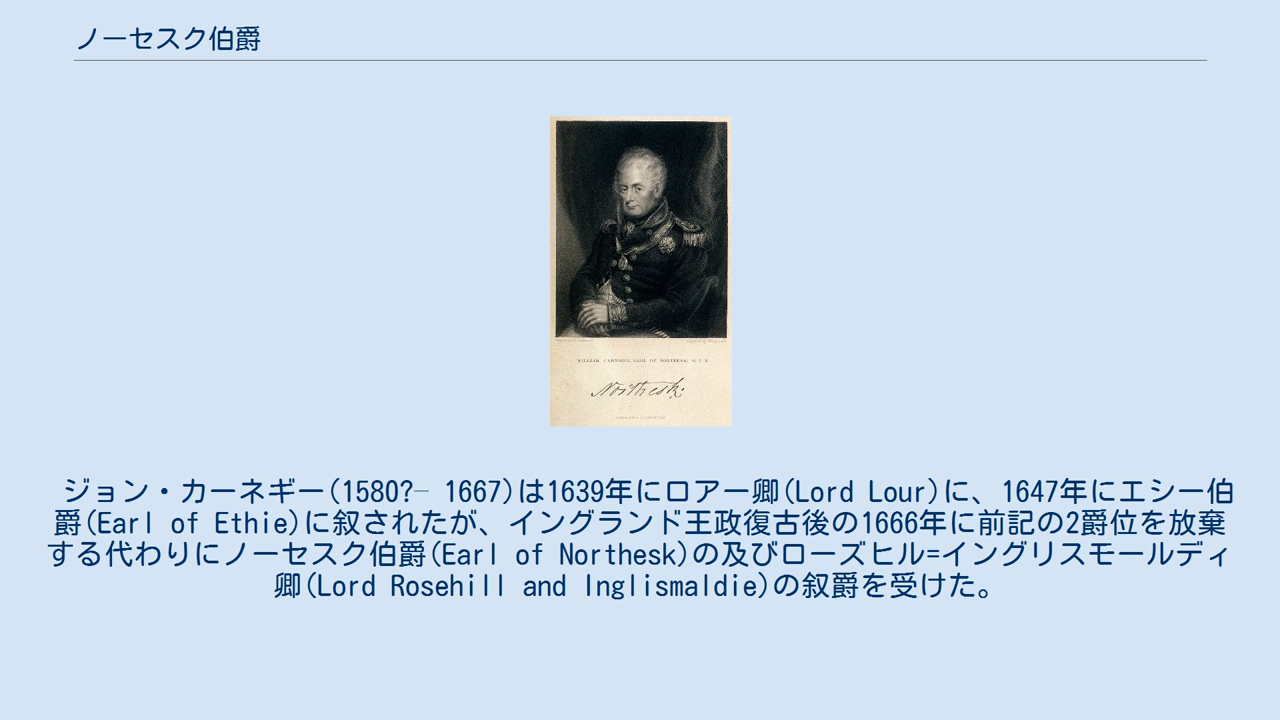 ノーセスク伯爵
WILLIAM CARNEGIE, EARL OF NORTHESK, G.C.B.
Northesk
ジョン・カーネギー(1580?– 1667)は1639年にロアー卿(Lord Lour)に、1647年にエシー伯
爵(Earl of Ethie)に叙されたが、イングランド王政復古後の1666年に前記の2爵位を放棄
する代わりにノーセスク伯爵(Earl of Northesk)の及びローズヒル=イングリスモールディ
卿(Lord Rosehill and Inglismaldie)の叙爵を受けた。